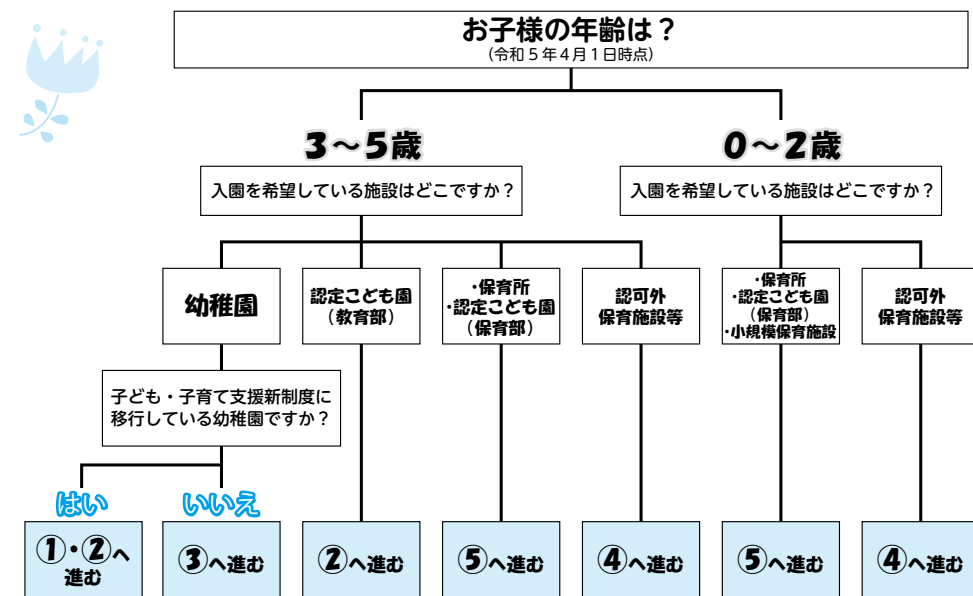 お子様の年齢は？
（令和５年４月１日時点）
3～5歳
0～2歳
入園を希望している施設はどこですか？
入園を希望している施設はどこですか？
幼稚園
認定こども園
（教育部）
・保育所
・認定こども園
（保育部）
認可外
保育施設等
・保育所
・認定こども園
（保育部）
・小規模保育施設
認可外
保育施設等
子ども・子育て支援新制度に
移行している幼稚園ですか？
はい
いいえ
①・②へ
進む
③へ進む
②へ進む
⑤へ進む
④へ進む
⑤へ進む
④へ進む